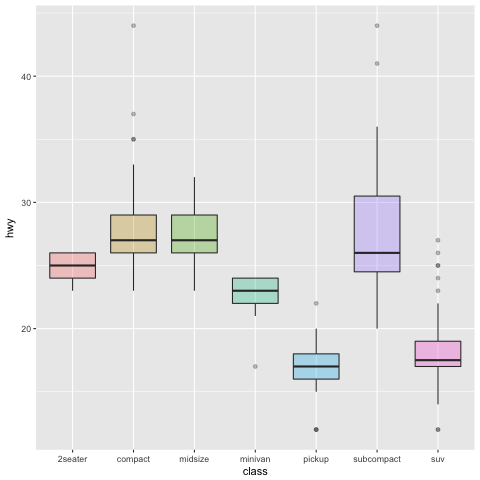 hwy
40
30
20
2seater compact midsize minivan pickup subcompact suv
class